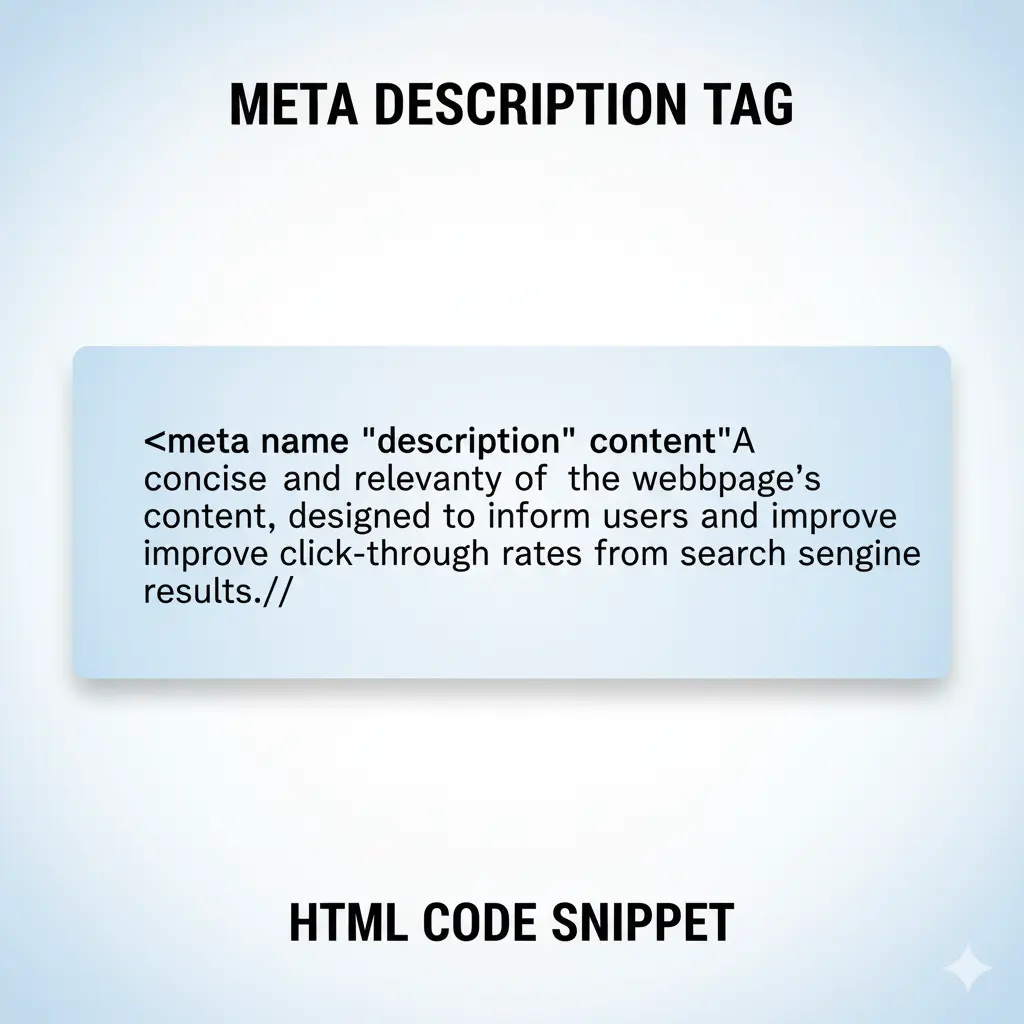 META DESCRIPTION TAG
<meta name "description" content"A
concise and relevanty of the webbpage’s
content, designed to inform users and improve
improve click-through rates from search sengine
results.//
HTML CODE SNIPPET